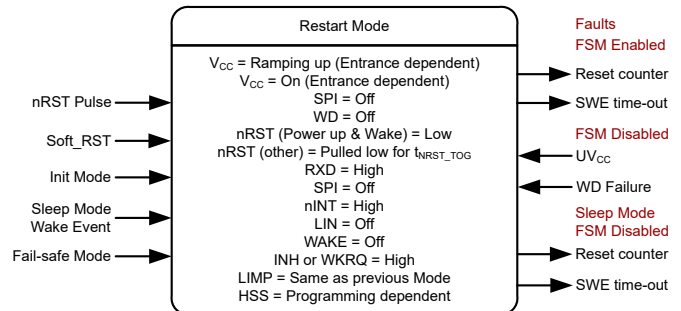 Restart Mode
V_CC = Ramping up (Entrance dependent)
V_CC = On (Entrance dependent)
SPI = Off
WD = Off
nRST (Power up & Wake) = Low
nRST (other) = Pulled low for t_NRST_TOG
RXD = High
SPI = Off
nINT = High
LIN = Off
WAKE = Off
INH or WKRQ = High
LIMP = Same as previous Mode
HSS = Programming dependent
nRST Pulse
Soft_RST
Init Mode
Sleep Mode
Wake Event
Fail-safe Mode
Faults
FSM Enabled
Reset counter
SWE time-out
FSM Disabled
UV_CC
WD Failure
Sleep Mode
FSM Disabled
Reset counter
SWE time-out